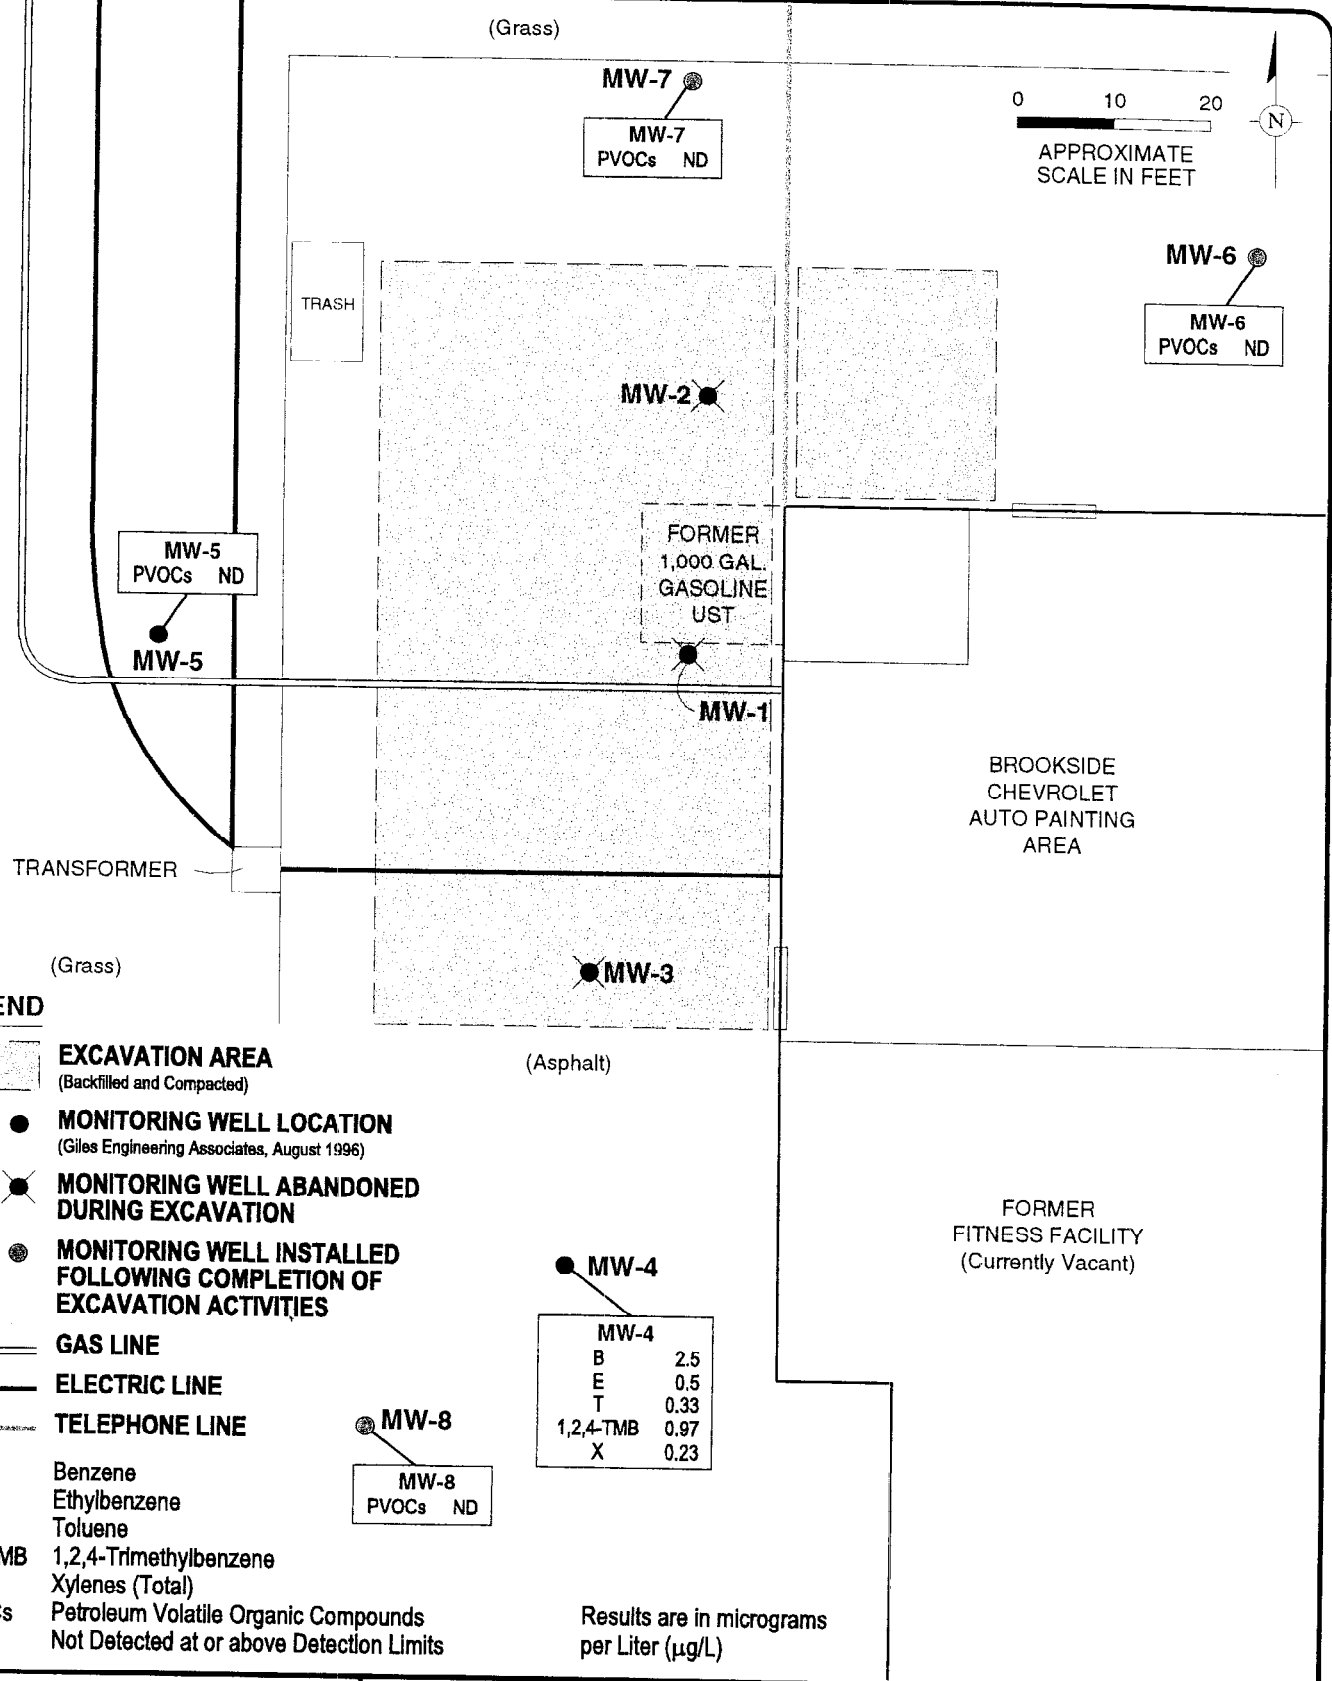 (Grass)
MW-7
MW-7
PVOCs ND
0 10 20
APPROXIMATE
SCALE IN FEET
N
MW-6
MW-6
PVOCs ND
TRASH
MW-2
FORMER
1,000 GAL.
GASOLINE
UST
MW-5
PVOCs ND
MW-5
MW-1
BROOKSIDE
CHEVROLET
AUTO PAINTING
AREA
TRANSFORMER
(Grass)
MW-3
(Asphalt)
END
EXCAVATION AREA
(Backfilled and Compacted)
MONITORING WELL LOCATION
(Giles Engineering Associates, August 1996)
MONITORING WELL ABANDONED
DURING EXCAVATION
MONITORING WELL INSTALLED
FOLLOWING COMPLETION OF
EXCAVATION ACTIVITIES
GAS LINE
ELECTRIC LINE
TELEPHONE LINE
FORMER
FITNESS FACILITY
(Currently Vacant)
MW-4
MW-4
B 2.5
E 0.5
T 0.33
1,2,4-TMB 0.97
X 0.23
MW-8
MW-8
PVOCs ND
Benzene
Ethylbenzene
Toluene
MB 1,2,4-Trimethylbenzene
Xylenes (Total)
s Petroleum Volatile Organic Compounds
Not Detected at or above Detection Limits
Results are in micrograms
per Liter (µg/L)